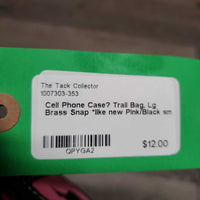 The Tack Collector
1007303-353
Cell Phone Case? Trail Bag, Lg
Brass Snap *like new Pink/Black sm
QPYGA2
$12.00